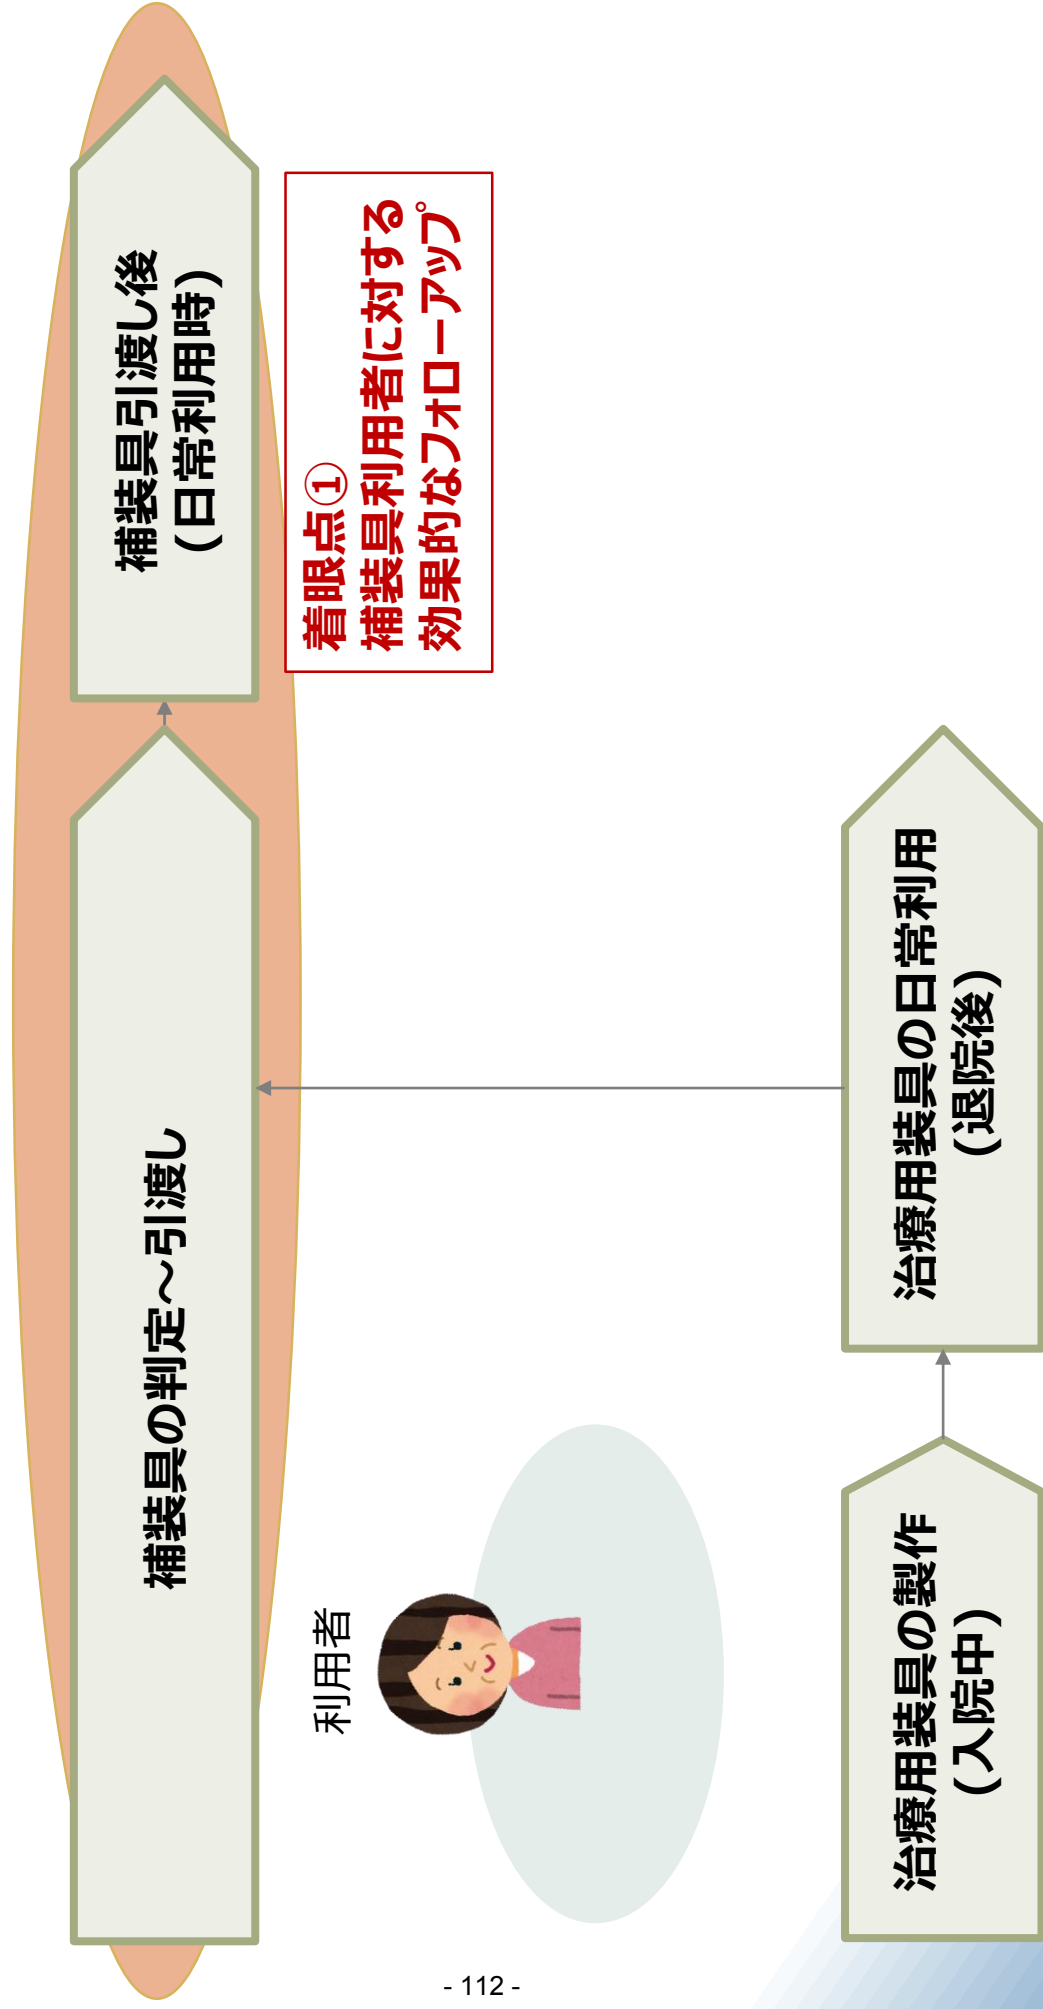 補装具の判定～引渡し
補装具引渡し後
(日常利用時)
着眼点①
補装具利用者に対する
効果的なフォローアップ
利用者
治療用装具の製作
(入院中)
治療用装具の日常利用
(退院後)
- 112 -